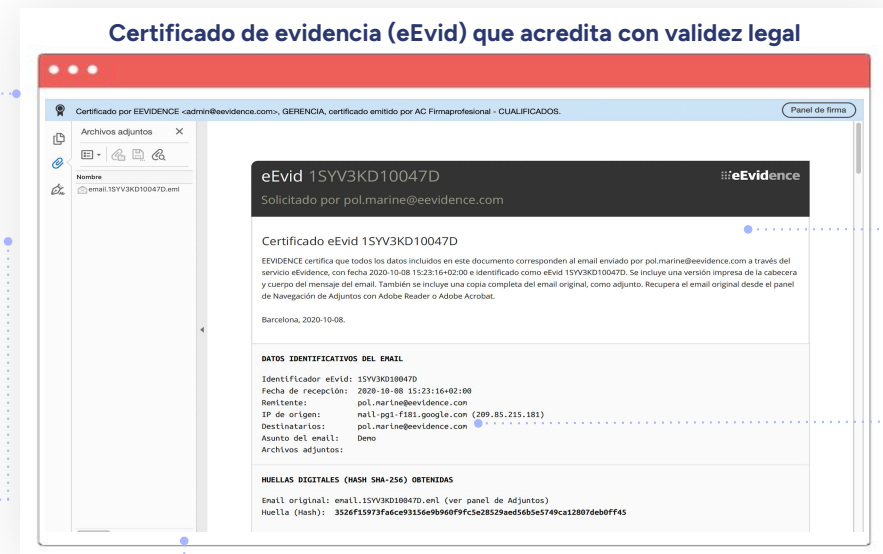 Certificado de evidencia (eEvid) que acredita con validez legal
Certificado por EEVIDENCE <admin@eevidence.com>, GERENCIA, certificado emitido por AC Firmaprofesional - CUALIFICADOS.
Panel de firma
Archivos adjuntos
Nombre
email.1SYV3KD10047D.eml
eEvid 1SYV3KD10047D
eEvidence
Solicitado por pol.marine@eevidence.com
Certificado eEvid 1SYV3KD10047D
EEVIDENCE certifica que todos los datos incluidos en este documento corresponden al email enviado por pol.marine@eevidence.com a través del
servicio eEvidence, con fecha 2020-10-08 15:23:16+02:00 e identificado como eEvid 1SYV3KD10047D. Se incluye una versión impresa de la cabecera
y cuerpo del mensaje del email. También se incluye una copia completa del email original, como adjunto. Recupera el email original desde el panel
de Navegación de Adjuntos con Adobe Reader o Adobe Acrobat.
Barcelona, 2020-10-08.
DATOS IDENTIFICATIVOS DEL EMAIL
Identificador eEvid: 1SYV3KD10047D
Fecha de recepción: 2020-10-08 15:23:16+02:00
Remitente: pol.marine@eevidence.com
IP de origen: mail-pg1-f181.google.com (209.85.215.181)
Destinatarios: pol.marine@eevidence.com
Asunto del email: Demo
Archivos adjuntos:
HUELLAS DIGITALES (HASH SHA-256) OBTENIDAS
Email original: email.1SYV3KD10047D.eml (ver panel de Adjuntos)
Huella (Hash): 3526f15973fa6ce93156e9b960f9fc5e28529aed56b5e5749ca12807deb0ff45